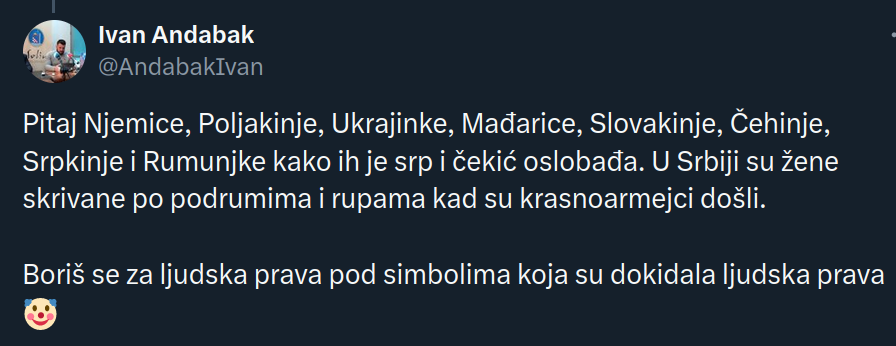 Ivan Andabak
@AndabakIvan
Pitaj Njemice, Poljakinje, Ukrajinke, Mađarice, Slovakinje, Čehinje,
Srpkinje i Rumunjke kako ih je srp i čekić oslobađa. U Srbiji su žene
skrivane po podrumima i rupama kad su krasnoarmejci došli.
Boriš se za ljudska prava pod simbolima koja su dokidala ljudska prava
🤡